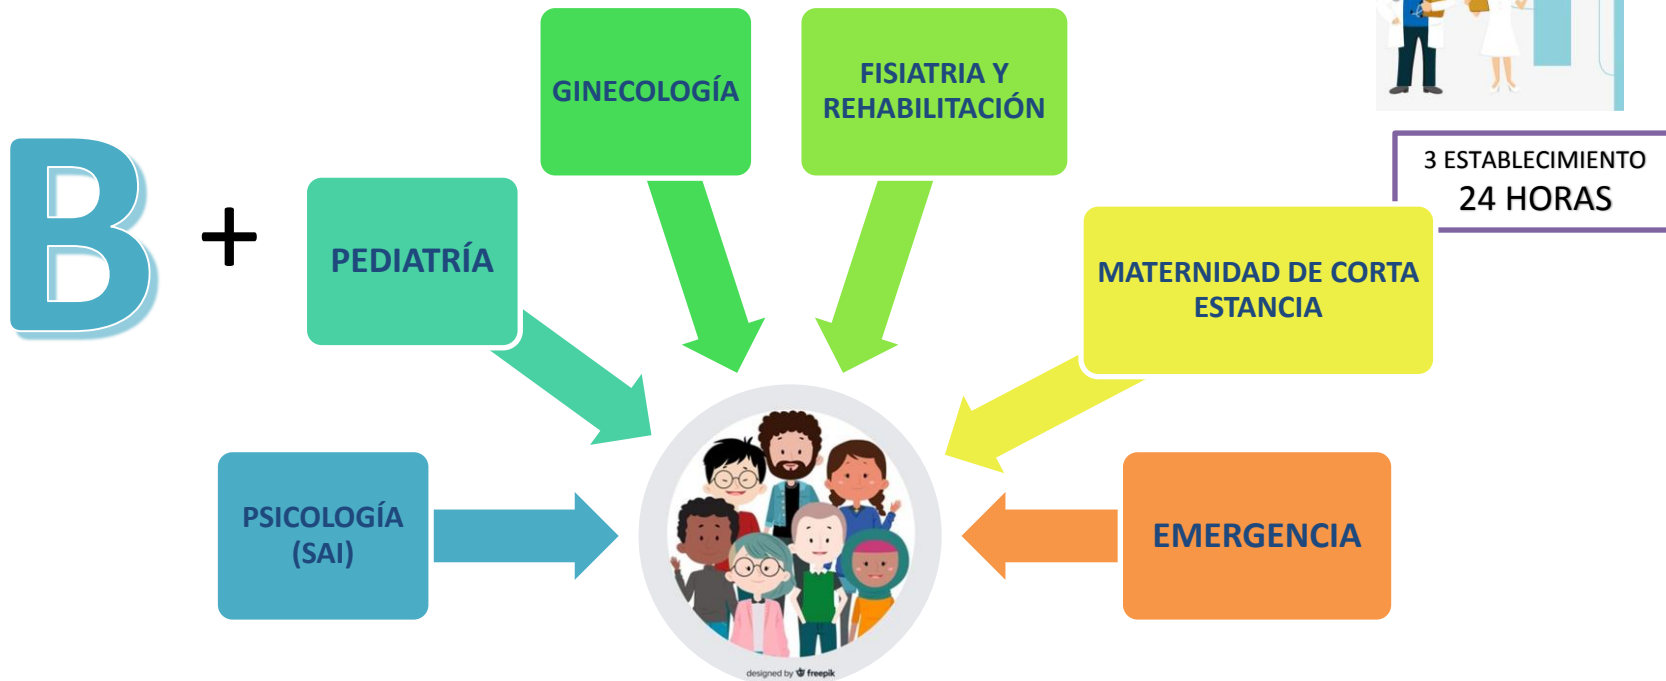 B
+
GINECOLOGÍA
FISIATRIA Y
REHABILITACIÓN
3 ESTABLECIMIENTO
24 HORAS
PEDIATRÍA
MATERNIDAD DE CORTA
ESTANCIA
PSICOLOGÍA
(SAI)
EMERGENCIA
designed by freepik